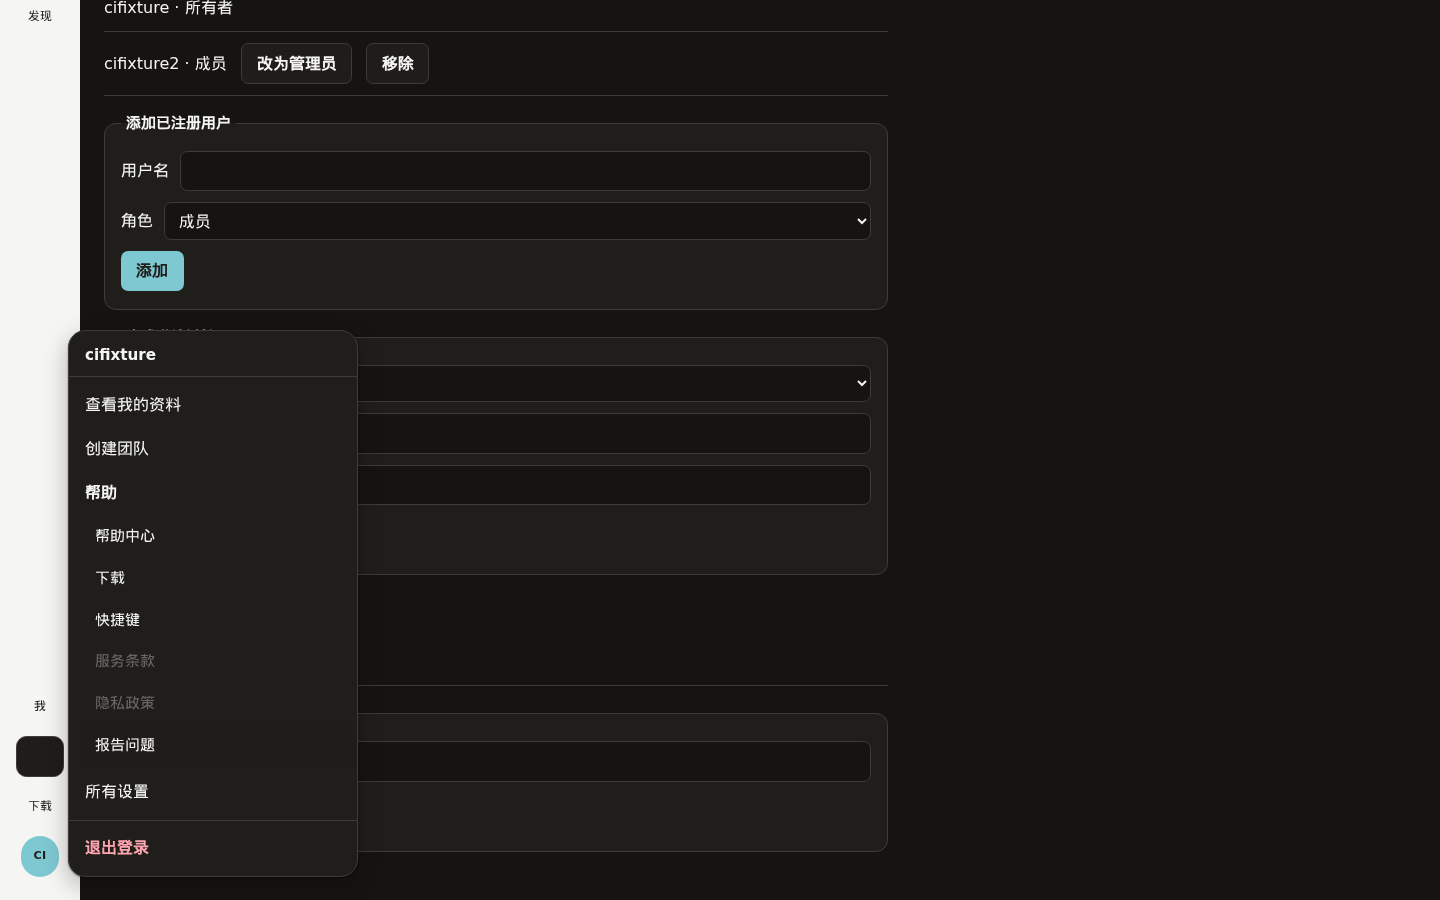 发现
cifixture · 所有者
cifixture2 · 成员 改为管理员 移除
添加已注册用户
用户名
角色 成员
添加
cifixture
查看我的资料
创建团队
帮助
帮助中心
下载
快捷键
服务条款
隐私政策
报告问题
所有设置
退出登录
我
下载
CI